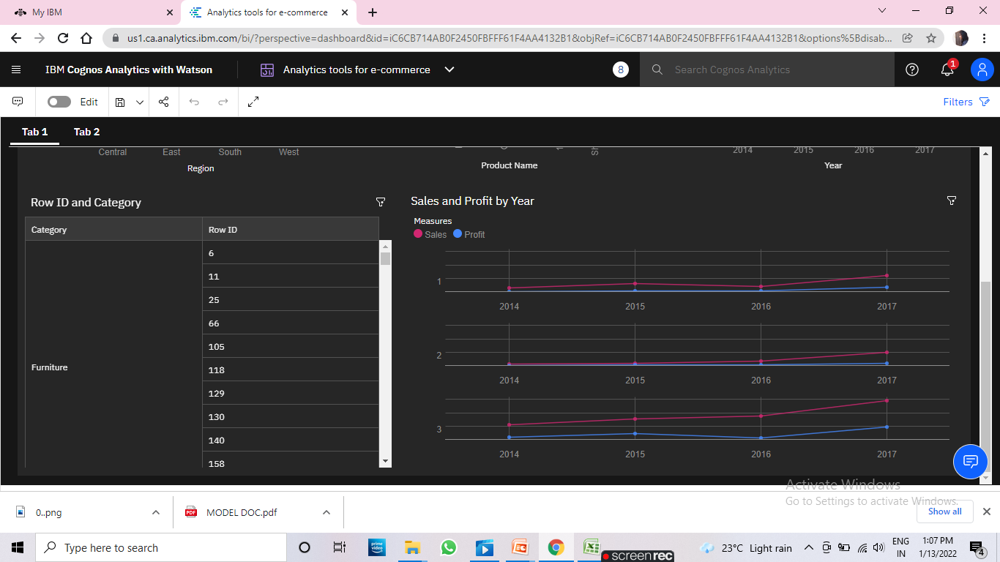 My IBM
Analytics tools for e-commerce
us1.ca.analytics.ibm.com/bi/?perspective=dashboard&id=iC6CB714AB0F2450FBFFF61F4AA4132B1&objRef=iC6CB714AB0F2450FBFFF61F4AA4132B1&options%5Bdisab...
IBM Cognos Analytics with Watson
Analytics tools for e-commerce
8
Search Cognos Analytics
1
Edit
Filters
Tab 1
Tab 2
Central East South West
Region
Product Name
2014 2015 2016 2017
Year
Row ID and Category
Category Row ID
Furniture
6
11
25
66
105
118
129
130
140
158
Sales and Profit by Year
Measures
Sales Profit
1
2014 2015 2016 2017
2
2014 2015 2016 2017
3
2014 2015 2016 2017
Activate Windows
Go to Settings to activate Windows.
0..png
PDF
MODEL DOC.pdf
Show all
Type here to search
prime video
23°C Light rain
ENG
IN
1:07 PM
1/13/2022
4
screenrec